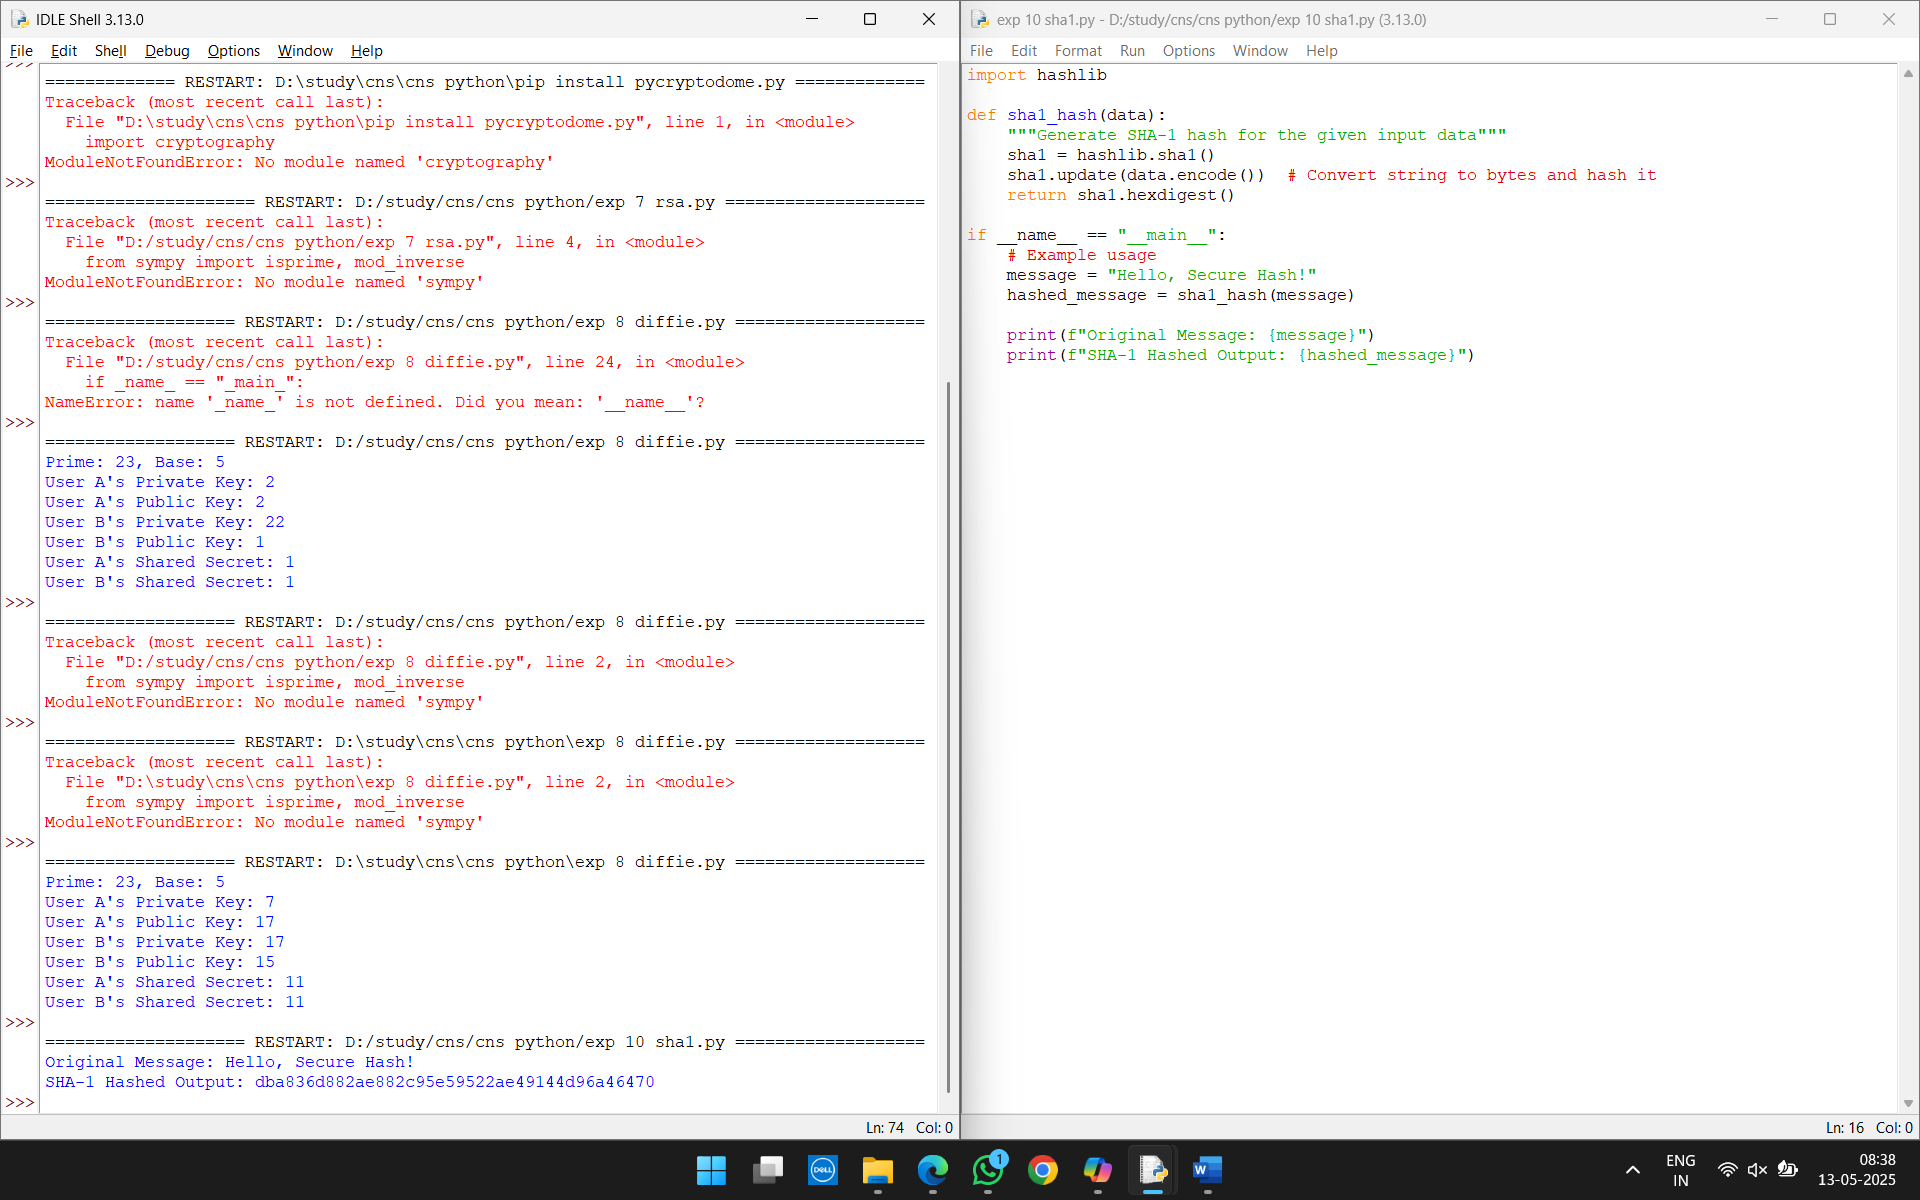 IDLE Shell 3.13.0
File Edit Shell Debug Options Window Help
>>>
============= RESTART: D:\study\cns\cns python\pip install pycryptodome.py =============
Traceback (most recent call last):
  File "D:\study\cns\cns python\pip install pycryptodome.py", line 1, in <module>
    import cryptography
ModuleNotFoundError: No module named 'cryptography'
>>>
===================== RESTART: D:/study/cns/cns python/exp 7 rsa.py ====================
Traceback (most recent call last):
  File "D:/study/cns/cns python/exp 7 rsa.py", line 4, in <module>
    from sympy import isprime, mod_inverse
ModuleNotFoundError: No module named 'sympy'
>>>
=================== RESTART: D:/study/cns/cns python/exp 8 diffie.py ===================
Traceback (most recent call last):
  File "D:/study/cns/cns python/exp 8 diffie.py", line 24, in <module>
    if _name_ == "_main_":
NameError: name '_name_' is not defined. Did you mean: '__name__'?
>>>
=================== RESTART: D:/study/cns/cns python/exp 8 diffie.py ===================
Prime: 23, Base: 5
User A's Private Key: 2
User A's Public Key: 2
User B's Private Key: 22
User B's Public Key: 1
User A's Shared Secret: 1
User B's Shared Secret: 1
>>>
=================== RESTART: D:/study/cns/cns python/exp 8 diffie.py ===================
Traceback (most recent call last):
  File "D:/study/cns/cns python/exp 8 diffie.py", line 2, in <module>
    from sympy import isprime, mod_inverse
ModuleNotFoundError: No module named 'sympy'
>>>
=================== RESTART: D:\study\cns\cns python\exp 8 diffie.py ===================
Traceback (most recent call last):
  File "D:\study\cns\cns python\exp 8 diffie.py", line 2, in <module>
    from sympy import isprime, mod_inverse
ModuleNotFoundError: No module named 'sympy'
>>>
=================== RESTART: D:\study\cns\cns python\exp 8 diffie.py ===================
Prime: 23, Base: 5
User A's Private Key: 7
User A's Public Key: 17
User B's Private Key: 17
User B's Public Key: 15
User A's Shared Secret: 11
User B's Shared Secret: 11
>>>
==================== RESTART: D:/study/cns/cns python/exp 10 sha1.py ===================
Original Message: Hello, Secure Hash!
SHA-1 Hashed Output: dba836d882ae882c95e59522ae49144d96a46470
>>>
Ln: 74 Col: 0
exp 10 sha1.py - D:/study/cns/cns python/exp 10 sha1.py (3.13.0)
File Edit Format Run Options Window Help
import hashlib
def sha1_hash(data):
    """Generate SHA-1 hash for the given input data"""
    sha1 = hashlib.sha1()
    sha1.update(data.encode())  # Convert string to bytes and hash it
    return sha1.hexdigest()
if __name__ == "__main__":
    # Example usage
    message = "Hello, Secure Hash!"
    hashed_message = sha1_hash(message)
    print(f"Original Message: {message}")
    print(f"SHA-1 Hashed Output: {hashed_message}")
Ln: 16 Col: 0
DELL
1
W
ENG
IN
08:38
13-05-2025